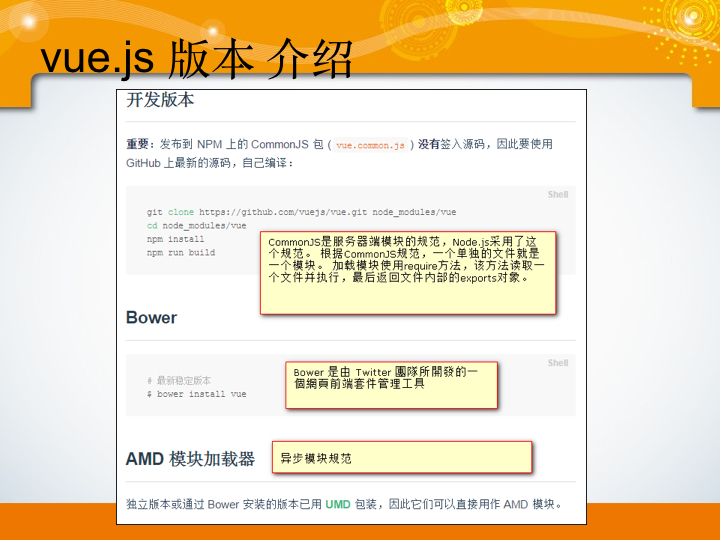 vue.js 版本 介绍
开发版本
重要：发布到 NPM 上的 CommonJS 包 ( vue.common.js ) 没有签入源码，因此要使用
GitHub 上最新的源码，自己编译：
Shell
git clone https://github.com/vuejs/vue.git node_modules/vue
cd node_modules/vue
npm install
npm run build
CommonJS是服务器端模块的规范，Node.js采用了这
个规范。 根据CommonJS规范，一个单独的文件就是
一个模块。 加载模块使用require方法，该方法读取一
个文件并执行，最后返回文件内部的exports对象。
Bower
Shell
# 最新稳定版本
$ bower install vue
Bower 是由 Twitter 團隊所開發的一
個網頁前端套件管理工具
AMD 模块加载器
异步模块规范
独立版本或通过 Bower 安装的版本已用 UMD 包装，因此它们可以直接用作 AMD 模块。